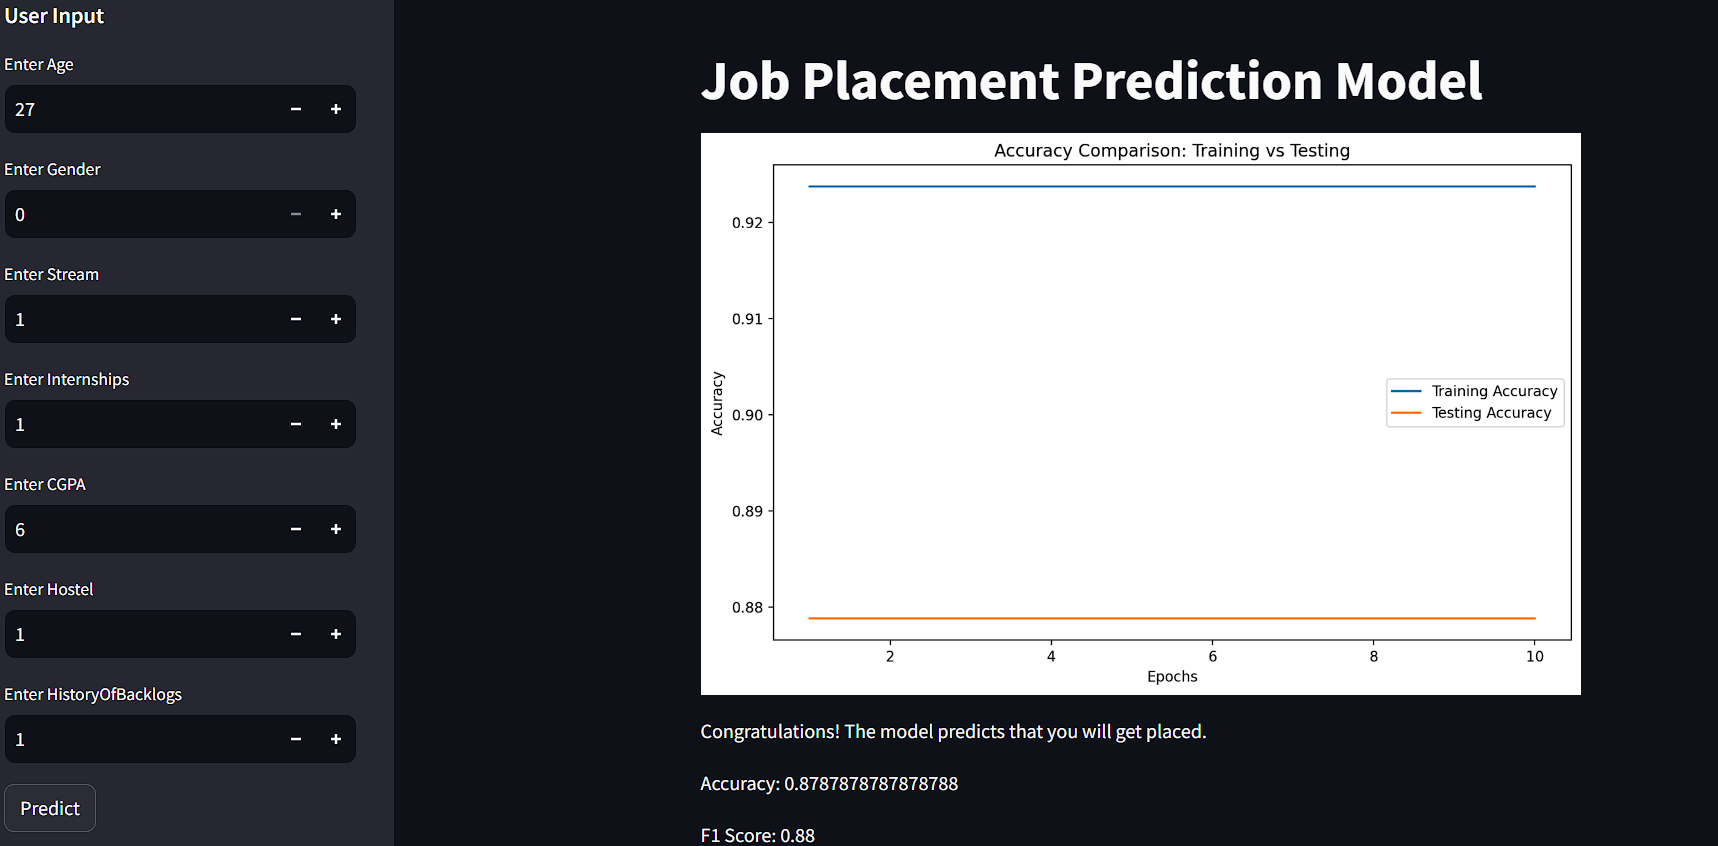 User Input
Enter Age
27
Enter Gender
0
Enter Stream
1
Enter Internships
1
Enter CGPA
6
Enter Hostel
1
Enter HistoryOfBacklogs
1
Predict
Job Placement Prediction Model
Accuracy Comparison: Training vs Testing
0.92
0.91
0.90
0.89
0.88
Accuracy
Training Accuracy
Testing Accuracy
2 4 6 8 10
Epochs
Congratulations! The model predicts that you will get placed.
Accuracy: 0.8787878787878788
F1 Score: 0.88